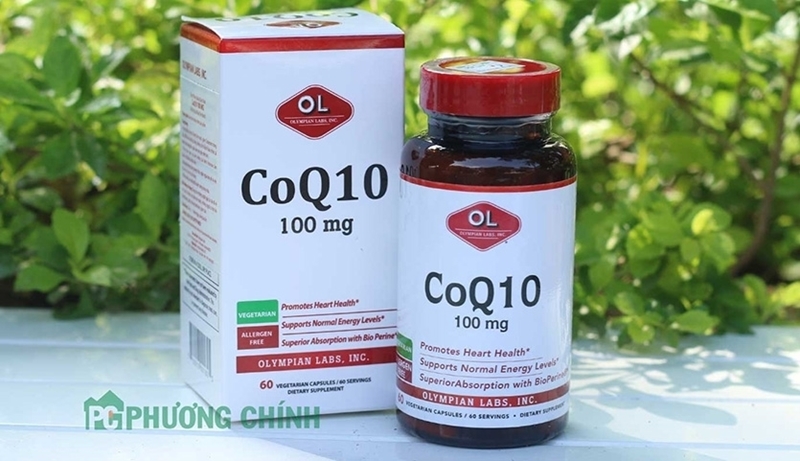 OL
OLYMPIAN LABS, INC.
CoQ10
100 mg
VEGETARIAN
ALLERGEN
FREE
Promotes Heart Health*
Supports Normal Energy Levels*
Superior Absorption with Bio Perine
OLYMPIAN LABS, INC.
60 VEGETARIAN CAPSULES / 60 SERVINGS
DIETARY SUPPLEMENT
OL
OLYMPIAN LABS, INC.
CoQ10
100 mg
Promotes Heart Health*
Supports Normal Energy Levels*
SuperiorAbsorption with BioPerine
FREE
OLYMPIAN LABS, INC.
60 VEGETARIAN CAPSULES / 60 SERVINGS • DIETARY SUPPLEMENT
PG PHƯƠNG CHÍNH